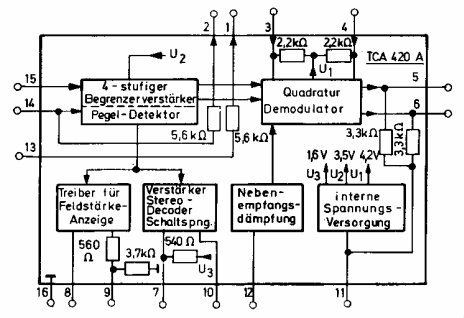 2 1 3 4
2,2kΩ 2,2kΩ
U1
TCA 420 A
U2
15
14
13
4-stufiger
Begrenzerverstärker
Pegel-Detektor
Quadratur
Demodulator
5
6
5,6kΩ
5,6kΩ
3,3kΩ
3,3kΩ
1,6V 3,5V 4,2V
U3 U2 U1
Treiber für
Feldstärke-
Anzeige
Verstärker
Stereo-
Decoder
Schaltspng.
Neben-
empfangs-
dämpfung
interne
Spannungs-
Versorgung
560
Ω
3,7kΩ
540Ω
U3
16 8 9 7 10 12 11